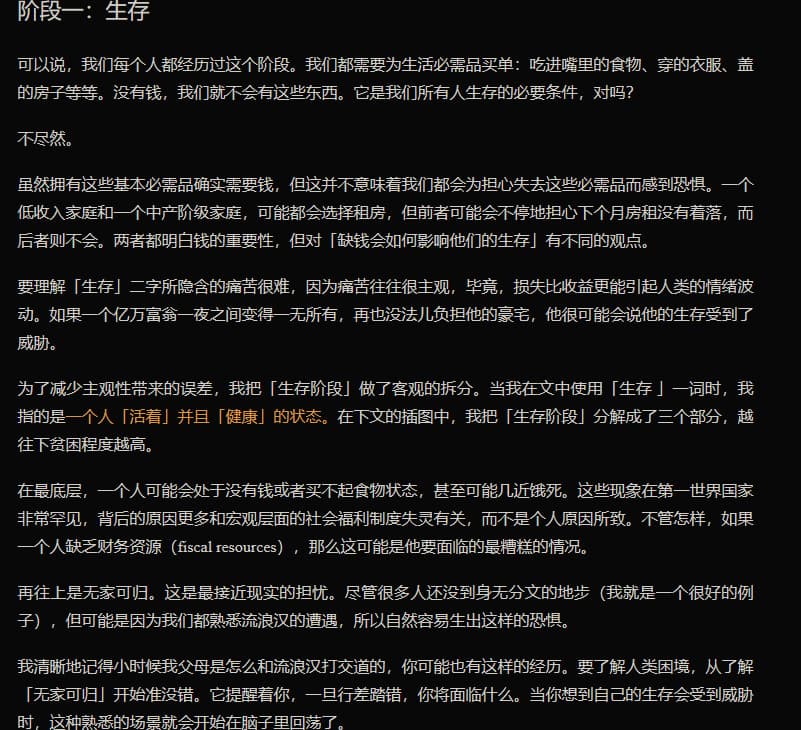 阶段一：生存
可以说，我们每个人都经历过这个阶段。我们都需要为生活必需品买单：吃进嘴里的食物、穿的衣服、盖
的房子等等。没有钱，我们就不会有这些东西。它是我们所有人生存的必要条件，对吗？
不尽然。
虽然拥有这些基本必需品确实需要钱，但这并不意味着我们都会为担心失去这些必需品而感到恐惧。一个
低收入家庭和一个中产阶级家庭，可能都会选择租房，但前者可能会不停地担心下个月房租没有着落，而
后者则不会。两者都明白钱的重要性，但对「缺钱会如何影响他们的生存」有不同的观点。
要理解「生存」二字所隐含的痛苦很难，因为痛苦往往很主观，毕竟，损失比收益更能引起人类的情绪波
动。如果一个亿万富翁一夜之间变得一无所有，再也没法儿负担他的豪宅，他很可能会说他的生存受到了
威胁。
为了减少主观性带来的误差，我把「生存阶段」做了客观的拆分。当我在文中使用「生存 」一词时，我
指的是一个人「活着」并且「健康」的状态。在下文的插图中，我把「生存阶段」分解成了三个部分，越
往下贫困程度越高。
在最底层，一个人可能会处于没有钱或者买不起食物状态，甚至可能几近饿死。这些现象在第一世界国家
非常罕见，背后的原因更多和宏观层面的社会福利制度失灵有关，而不是个人原因所致。不管怎样，如果
一个人缺乏财务资源（fiscal resources），那么这可能是他要面临的最糟糕的情况。
再往上是无家可归。这是最接近现实的担忧。尽管很多人还没到身无分文的地步（我就是一个很好的例
子），但可能是因为我们都熟悉流浪汉的遭遇，所以自然容易生出这样的恐惧。
我清晰地记得小时候我父母是怎么和流浪汉打交道的，你可能也有这样的经历。要了解人类困境，从了解
「无家可归」开始准没错。它提醒着你，一旦行差踏错，你将面临什么。当你想到自己的生存会受到威胁
时，这种熟悉的场景就会开始在脑子里回荡了。